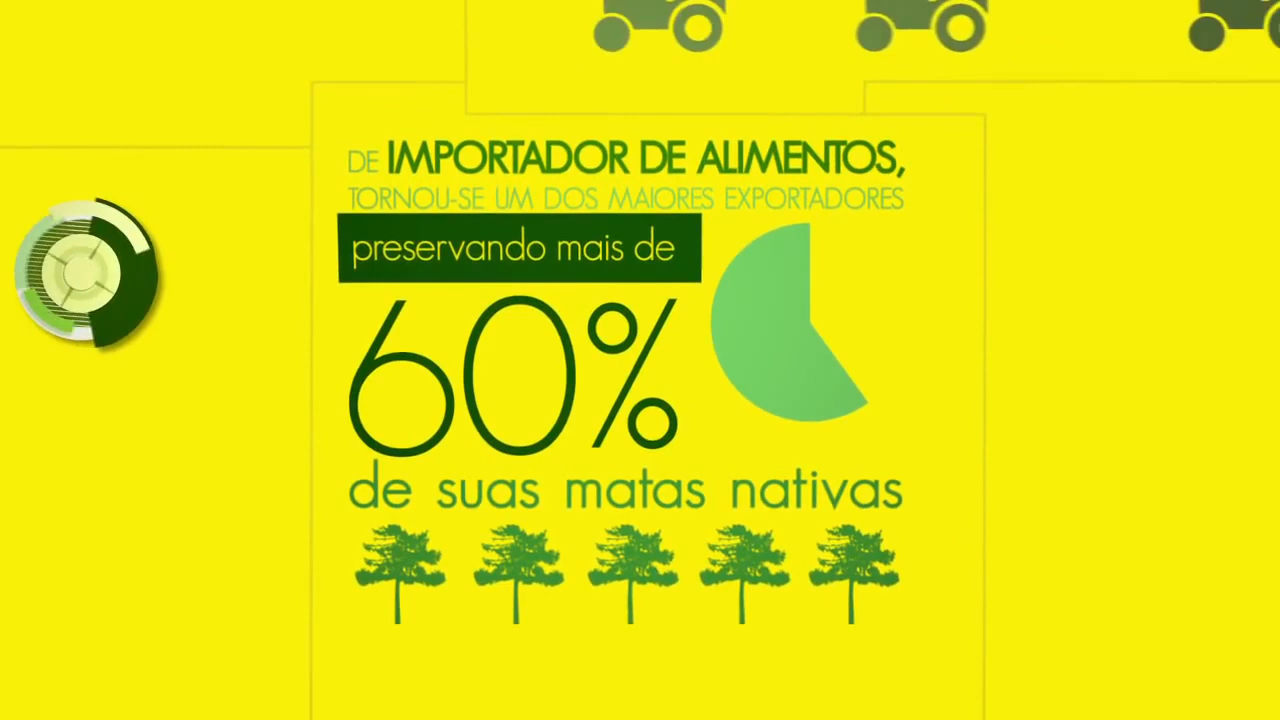 DE IMPORTADOR DE ALIMENTOS,
TORNOU-SE UM DOS MAIORES EXPORTADORES
preservando mais de
60%
de suas matas nativas